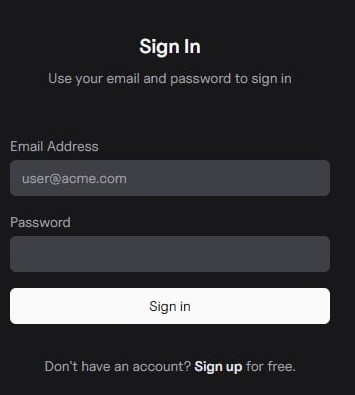 Sign In
Use your email and password to sign in
Email Address
user@acme.com
Password
Sign in
Don't have an account? Sign up for free.